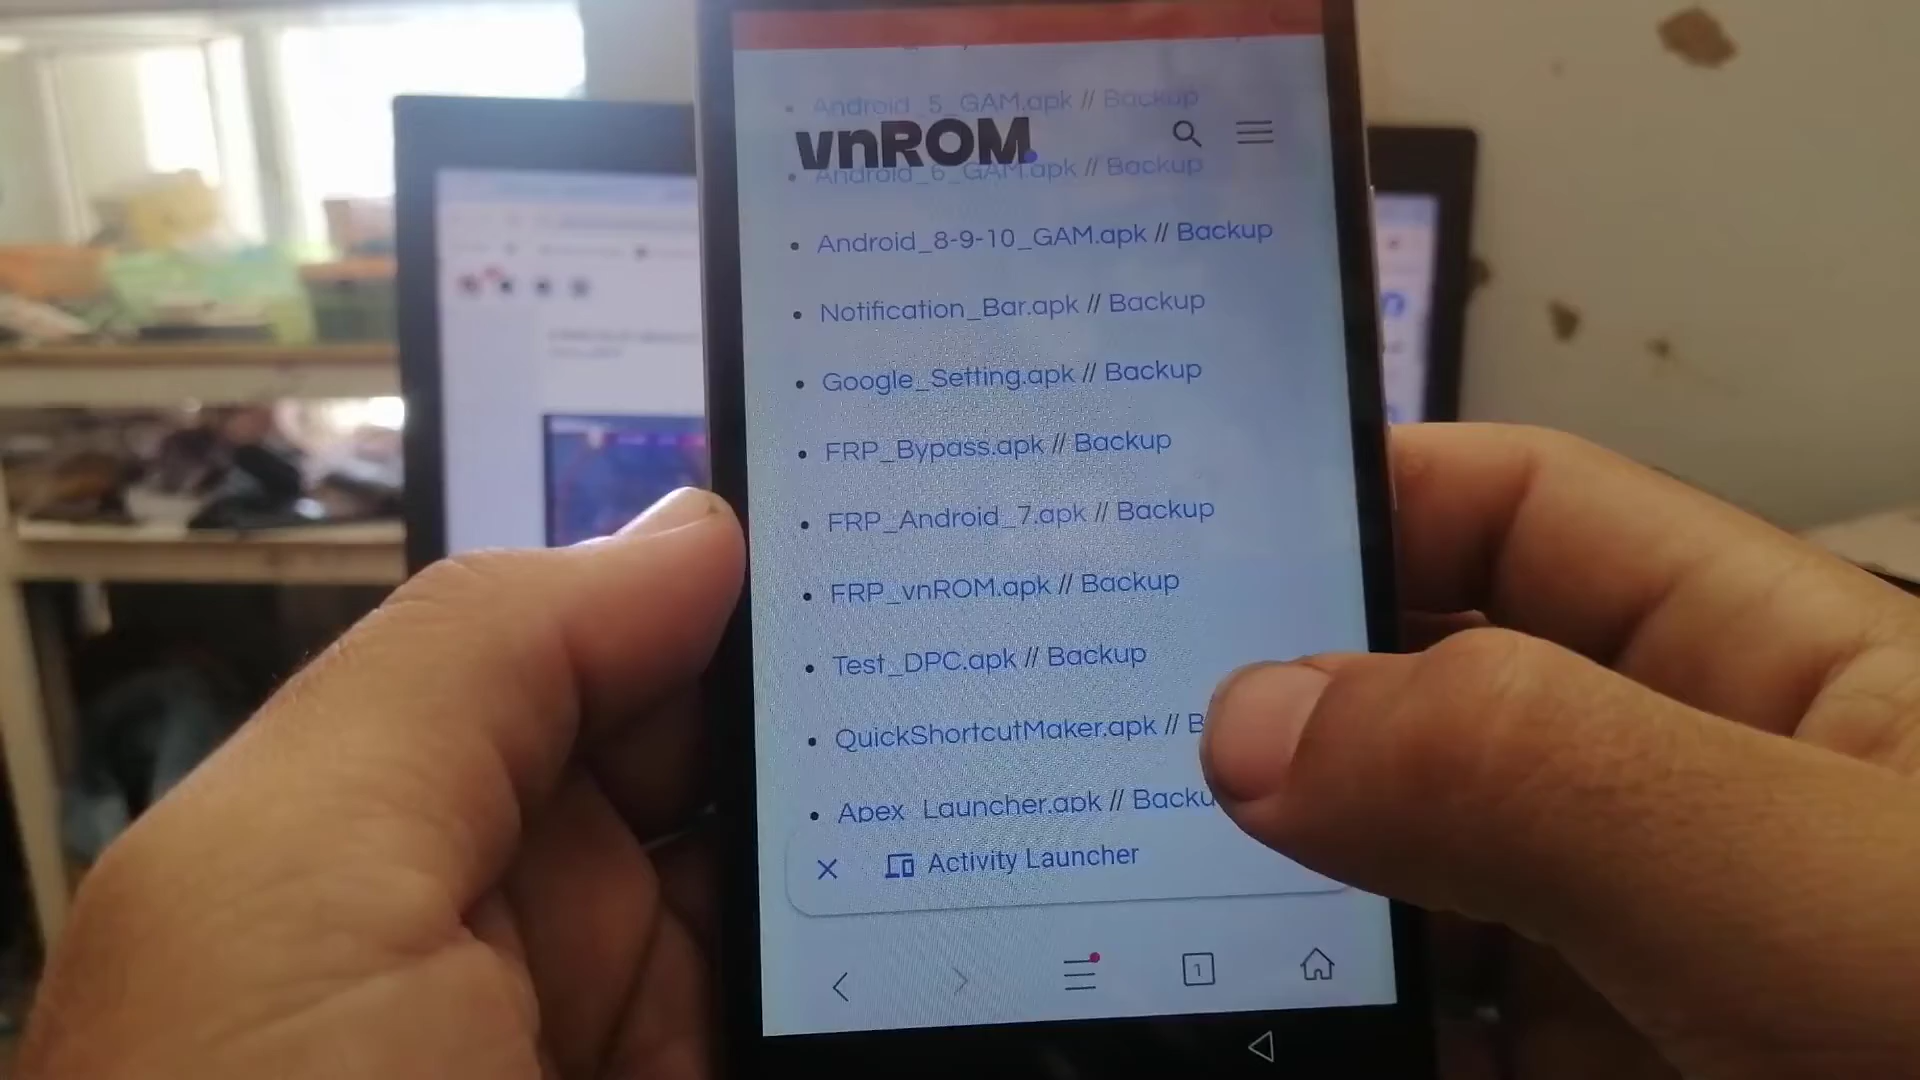 Android_5_GAM.apk // Backup
vnROM.
Android_6_GAM.apk // Backup
Android_8-9-10_GAM.apk // Backup
Notification_Bar.apk // Backup
Google_Setting.apk // Backup
FRP_Bypass.apk // Backup
FRP_Android_7.apk // Backup
FRP_vnROM.apk // Backup
Test_DPC.apk // Backup
QuickShortcutMaker.apk // B
Apex_Launcher.apk // Backu
Activity Launcher
1